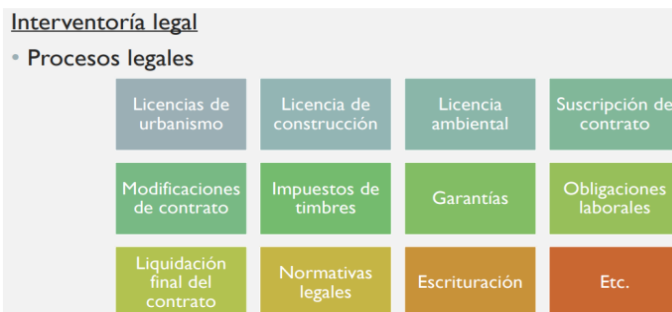 Interventoría legal
• Procesos legales
Licencias de
urbanismo
Licencia de
construcción
Licencia
ambiental
Suscripción de
contrato
Modificaciones
de contrato
Impuestos de
timbres
Garantías
Obligaciones
laborales
Liquidación
final del
contrato
Normativas
legales
Escrituración
Etc.